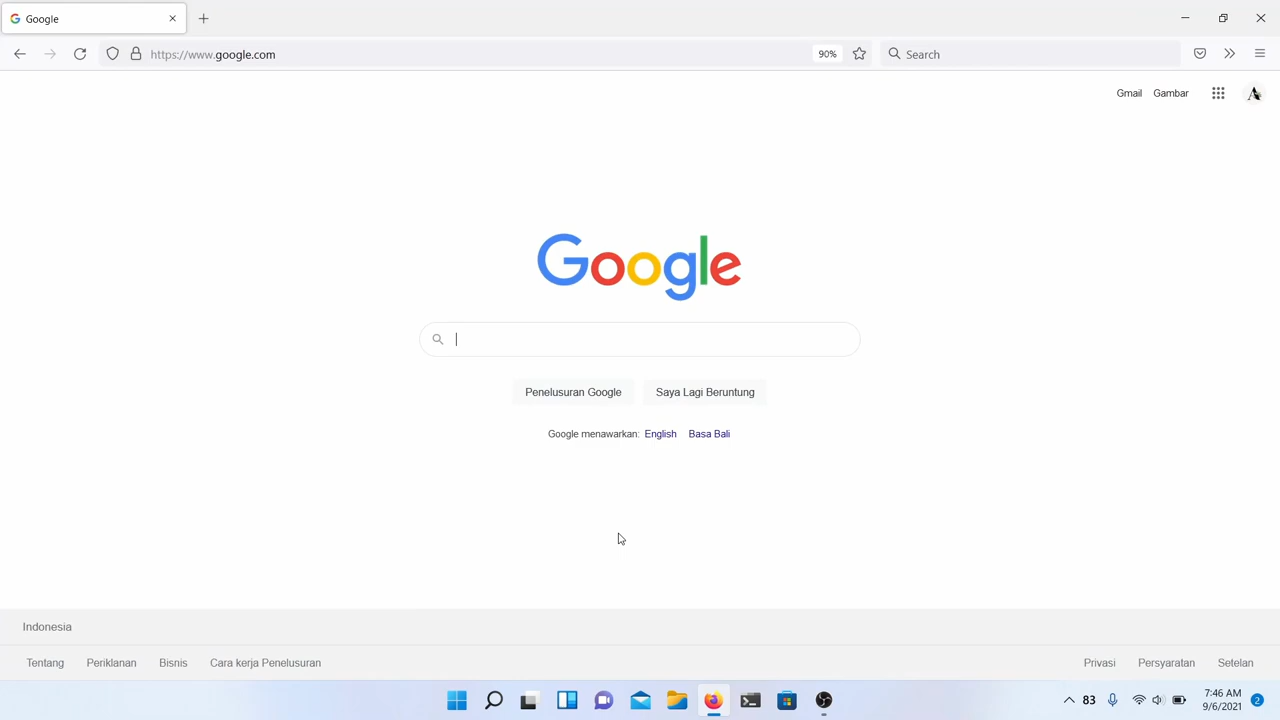 Google
https://www.google.com
90%
Search
Gmail
Gambar
Google
Penelusuran Google
Saya Lagi Beruntung
Google menawarkan: English Basa Bali
Indonesia
Tentang
Periklanan
Bisnis
Cara kerja Penelusuran
Privasi
Persyaratan
Setelan
83
7:46 AM
9/6/2021
2